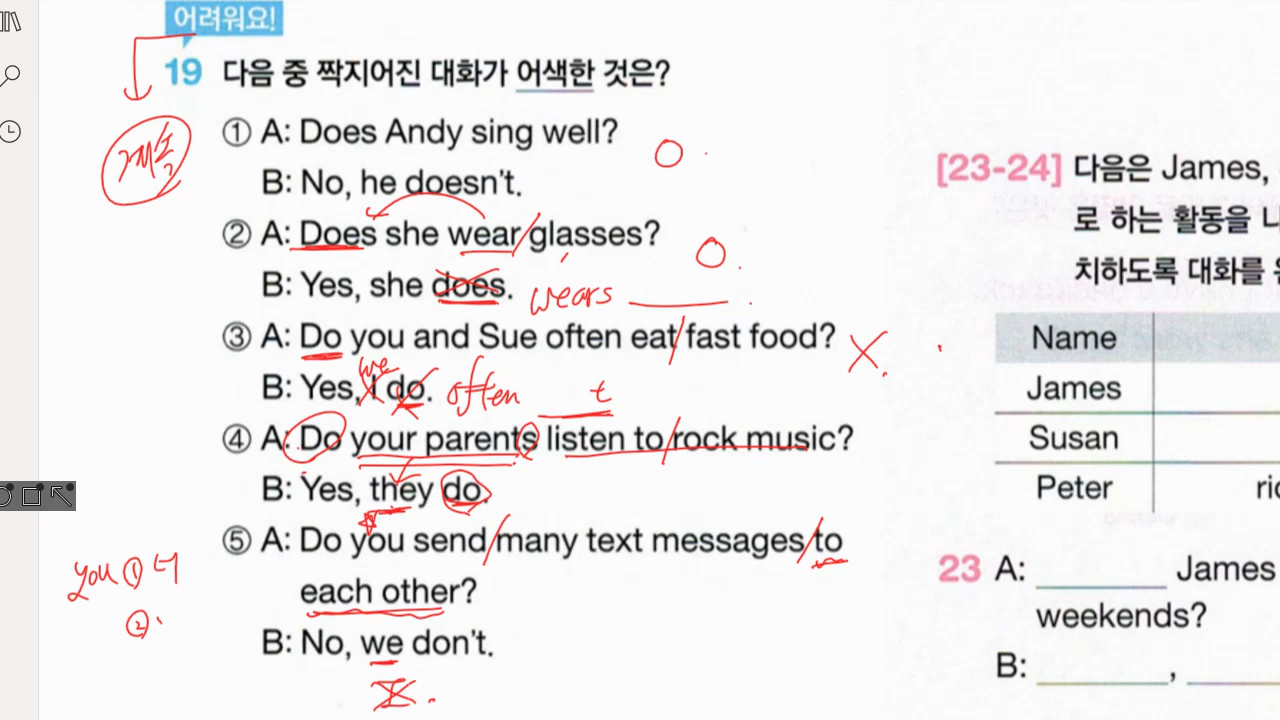 어려워요!
19 다음 중 짝지어진 대화가 어색한 것은?
① A: Does Andy sing well?
B: No, he doesn't.
② A: Does she wear glasses?
B: Yes, she does. wears
③ A: Do you and Sue often eat fast food?
we
B: Yes, I do. often t
④ A: Do your parents listen to rock music?
B: Yes, they do.
⑤ A: Do you send many text messages to
each other?
B: No, we don't.
I
you ① 너
②
[23-24] 다음은 James,
로 하는 활동을 나
치하도록 대화를 완
Name
James
Susan
Peter
23 A: James
weekends?
B: ,